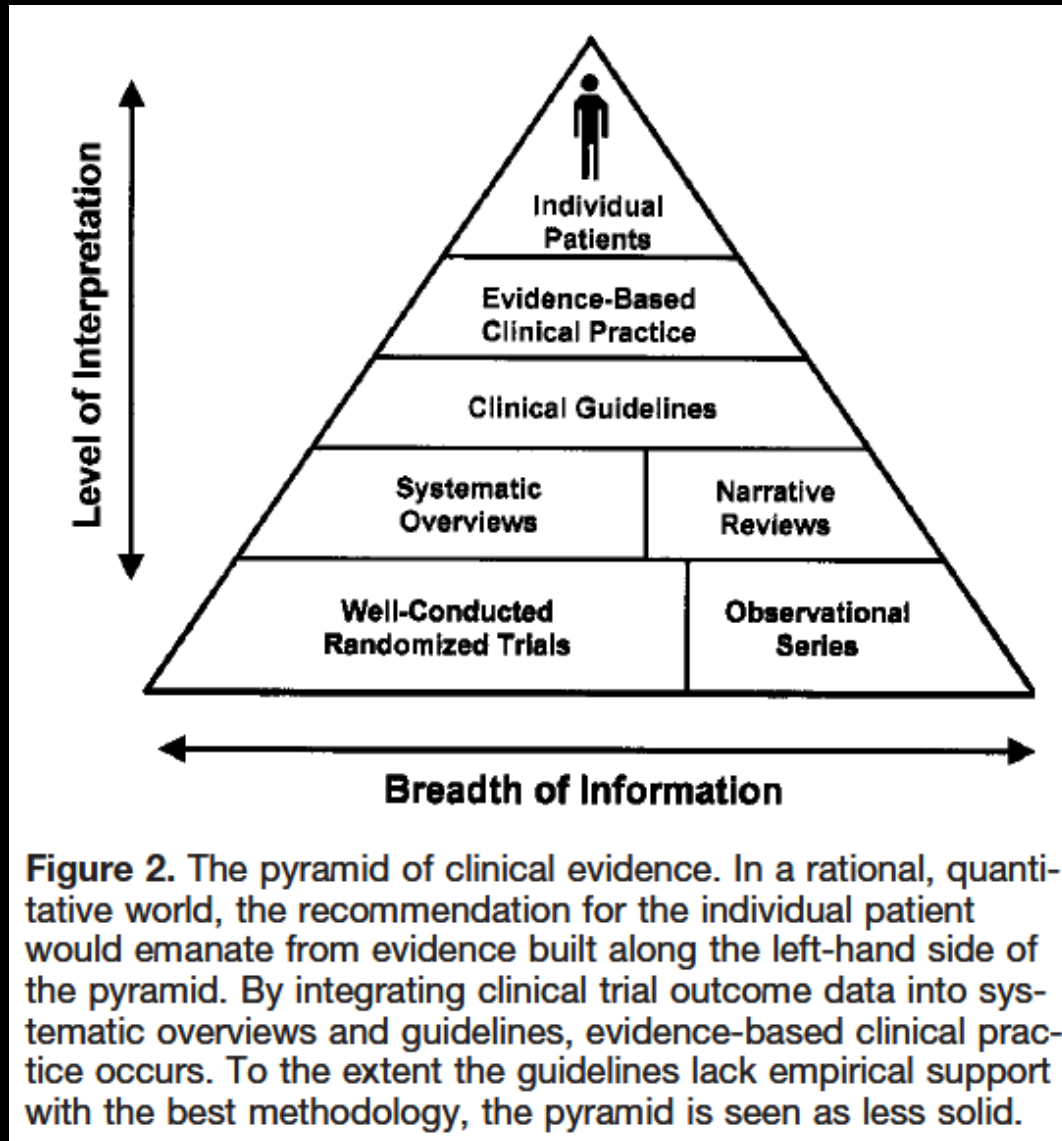 Level of Interpretation
Individual
Patients
Evidence-Based
Clinical Practice
Clinical Guidelines
Systematic
Overviews
Narrative
Reviews
Well-Conducted
Randomized Trials
Observational
Series
Breadth of Information
Figure 2. The pyramid of clinical evidence. In a rational, quanti-
tative world, the recommendation for the individual patient
would emanate from evidence built along the left-hand side of
the pyramid. By integrating clinical trial outcome data into sys-
tematic overviews and guidelines, evidence-based clinical prac-
tice occurs. To the extent the guidelines lack empirical support
with the best methodology, the pyramid is seen as less solid.